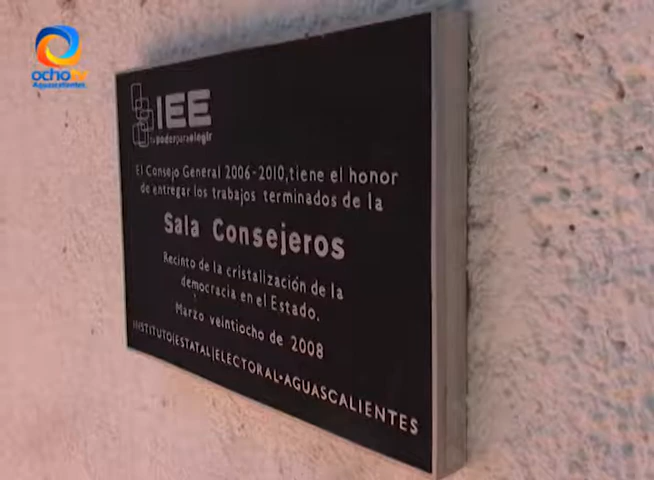 ochotv
Aguascalientes
IEE
tu poder para elegir
El Consejo General 2006-2010, tiene el honor
de entregar los trabajos terminados de la
Sala Consejeros
Recinto de la cristalización de la
democracia en el Estado.
Marzo veintiocho de 2008
INSTITUTO|ESTATAL|ELECTORAL•AGUASCALIENTES